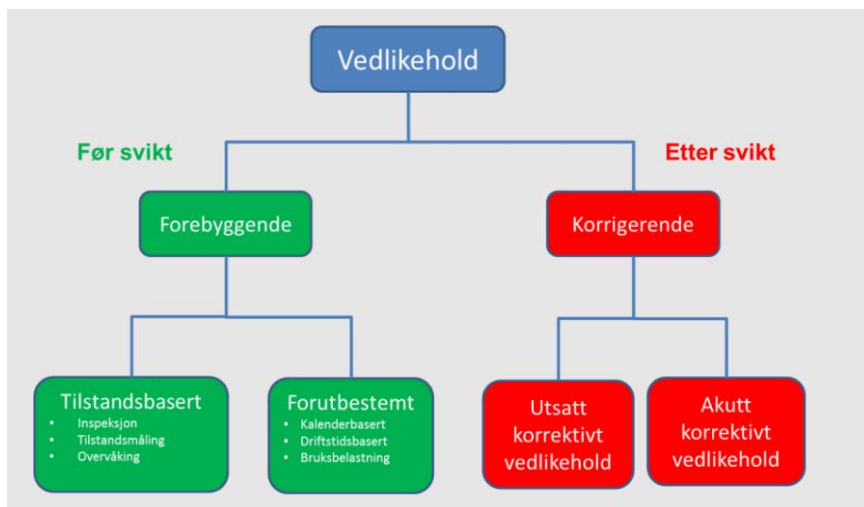 Vedlikehold
Før svikt
Etter svikt
Forebyggende
Korrigerende
Tilstandsbasert
• Inspeksjon
• Tilstandsmåling
• Overvåking
Forutbestemt
• Kalenderbasert
• Driftstidsbasert
• Bruksbelastning
Utsatt
korrektivt
vedlikehold
Akutt
korrektivt
vedlikehold